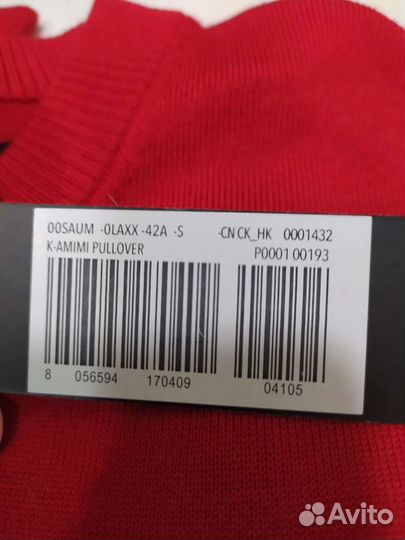 00SAUM -0LAXX -42A -S -CN CK_HK 0001432
K-AMIMI PULLOVER P0001 00193
8 056594 170409 04105
Avito